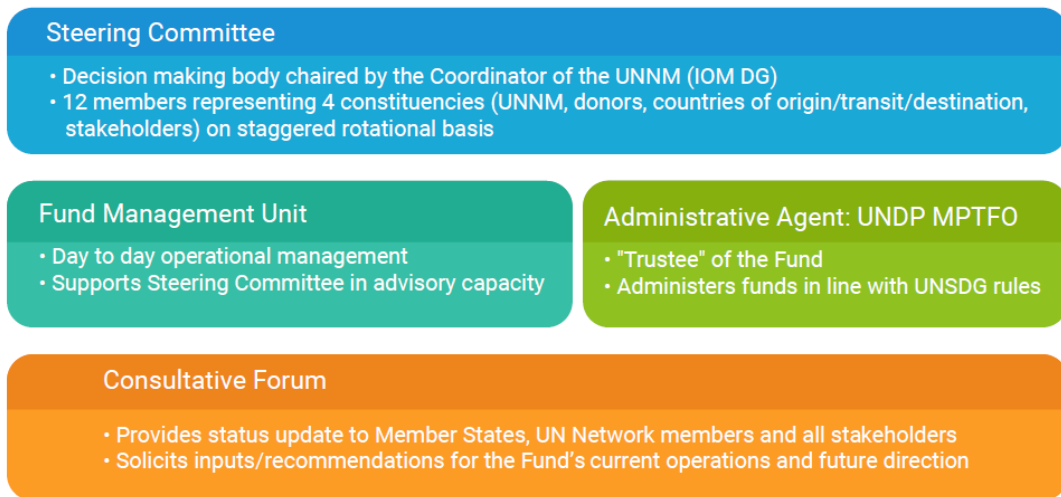 Steering Committee
• Decision making body chaired by the Coordinator of the UNNM (IOM DG)
• 12 members representing 4 constituencies (UNNM, donors, countries of origin/transit/destination,
stakeholders) on staggered rotational basis
Fund Management Unit
• Day to day operational management
• Supports Steering Committee in advisory capacity
Administrative Agent: UNDP MPTFO
• "Trustee" of the Fund
• Administers funds in line with UNSDG rules
Consultative Forum
• Provides status update to Member States, UN Network members and all stakeholders
• Solicits inputs/recommendations for the Fund's current operations and future direction